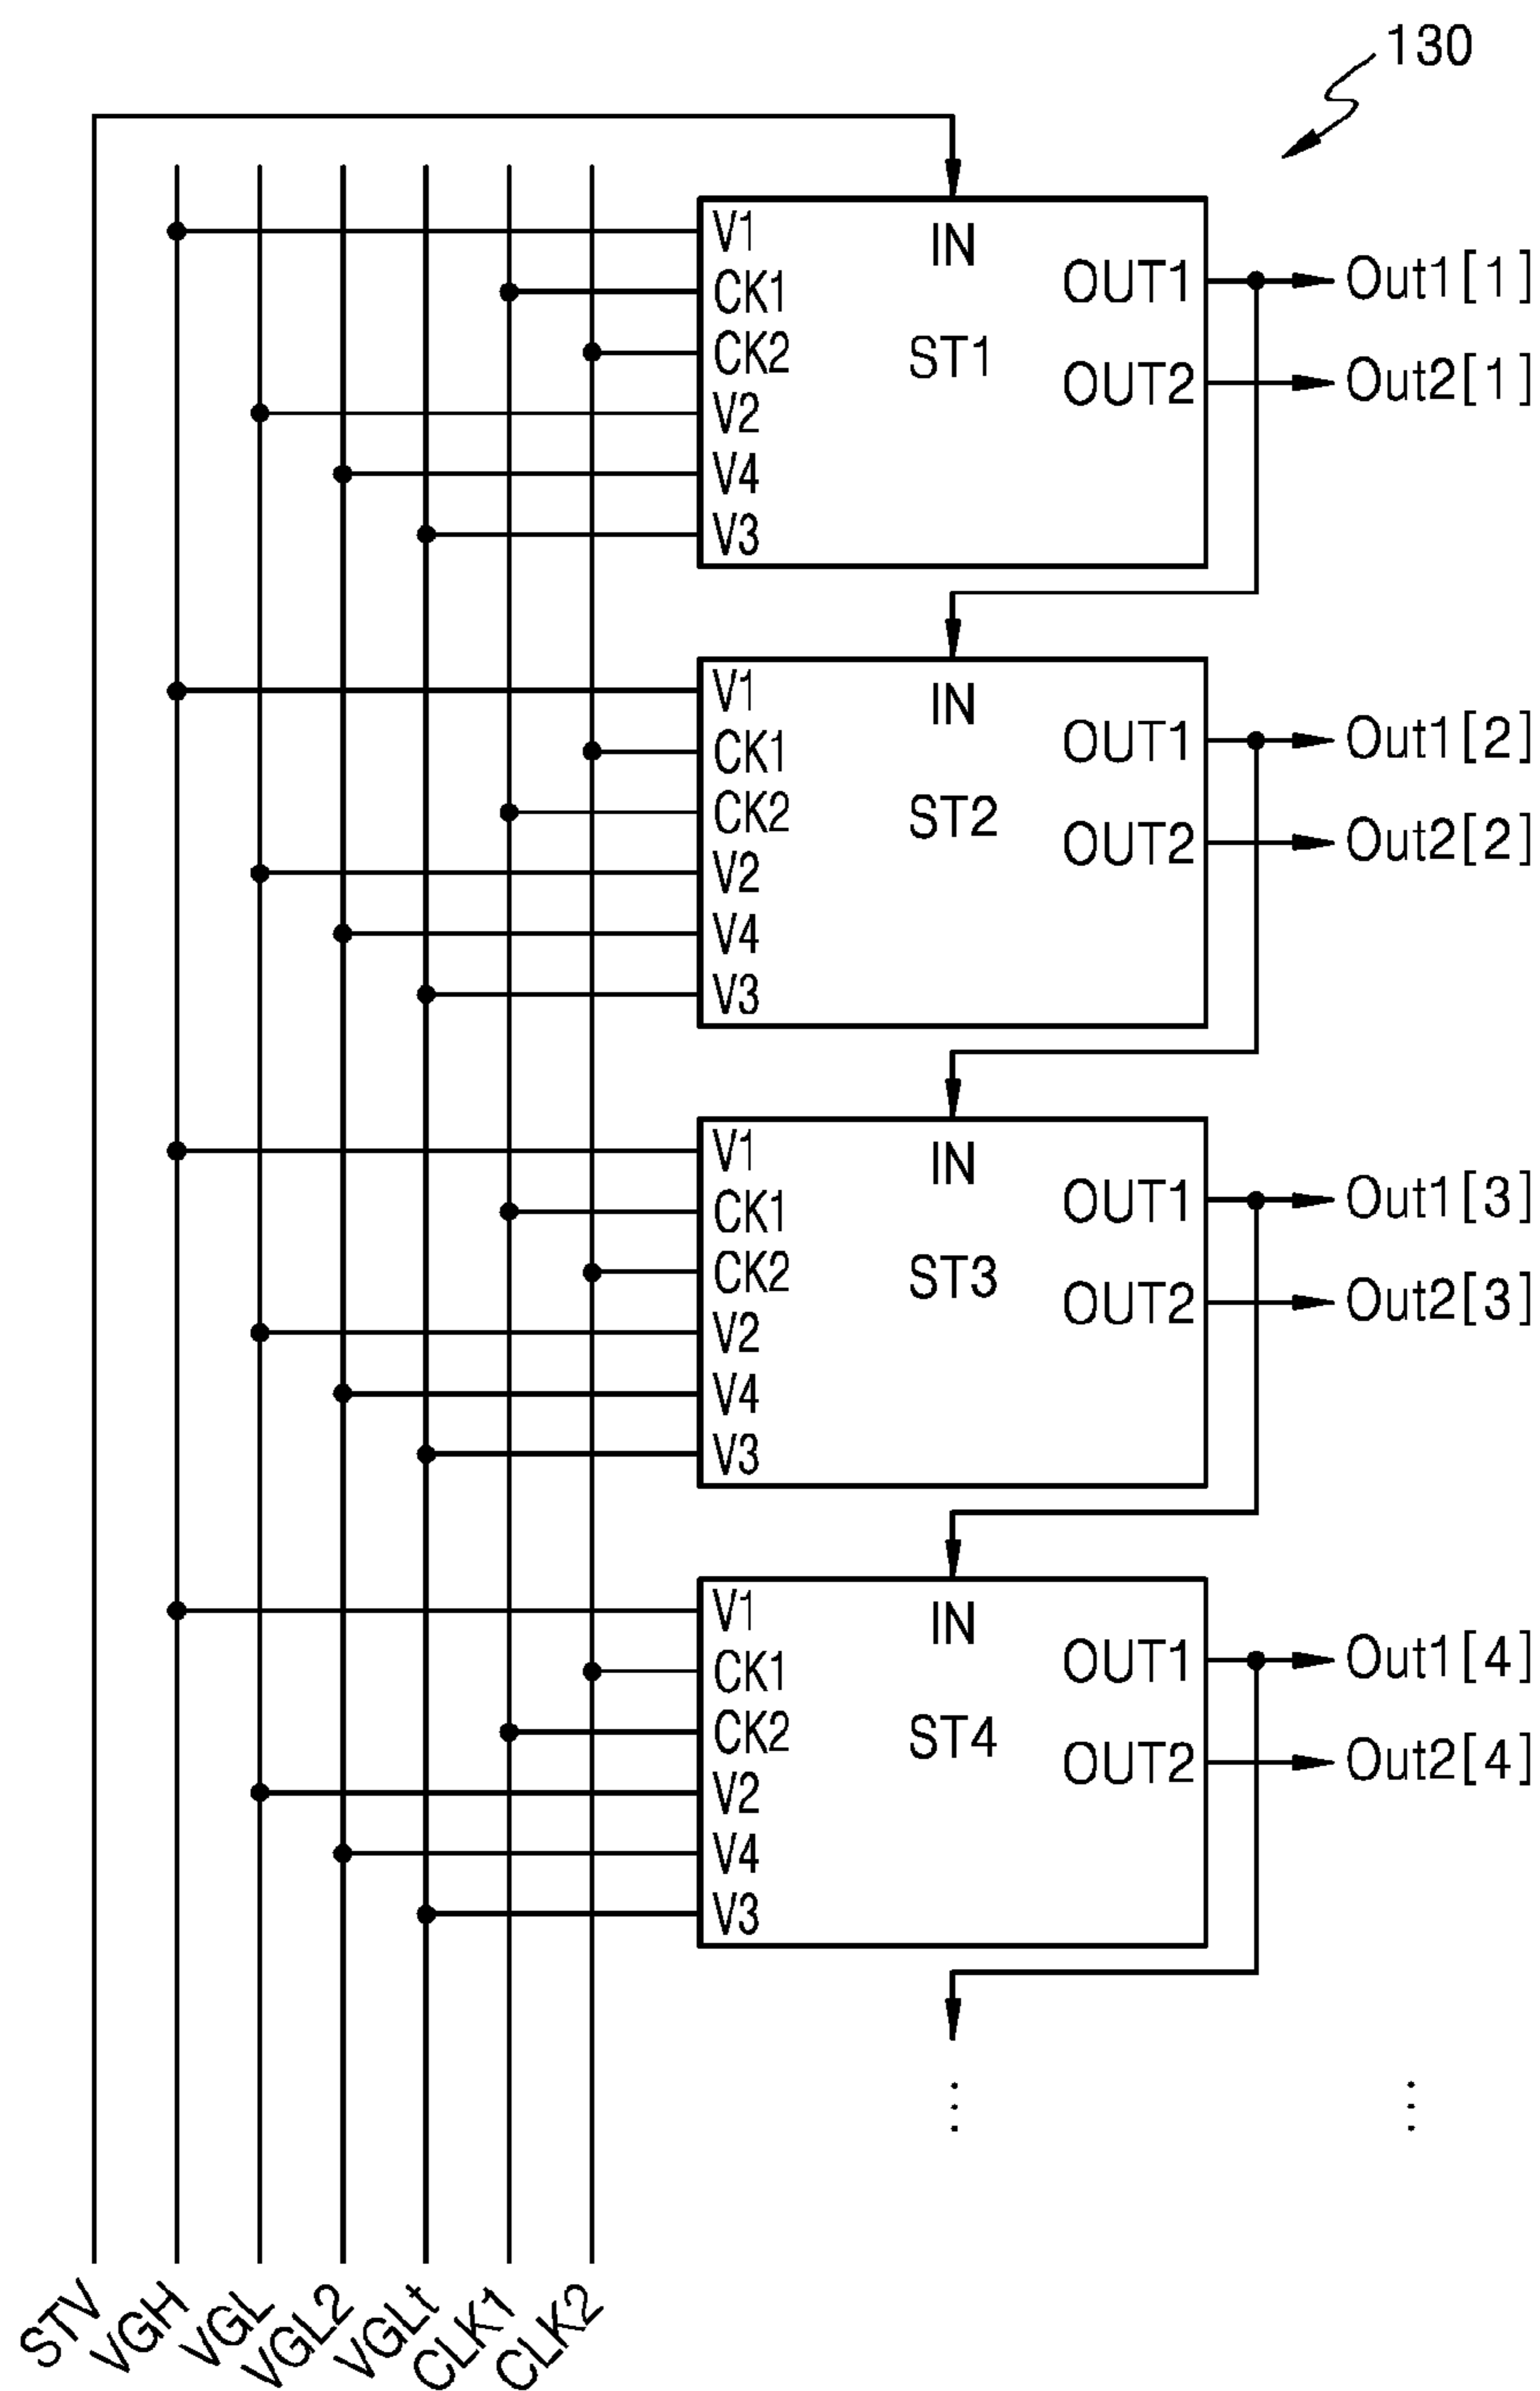 130
V1
IN
CK1
OUT1
Out1[1]
CK2
ST1
OUT2
Out2[1]
V2
V4
V3
V1
IN
CK1
OUT1
Out1[2]
CK2
ST2
OUT2
Out2[2]
V2
V4
V3
V1
IN
CK1
OUT1
Out1[3]
CK2
ST3
OUT2
Out2[3]
V2
V4
V3
V1
IN
CK1
OUT1
Out1[4]
CK2
ST4
OUT2
Out2[4]
V2
V4
V3
STV
VGH
VGL
VGL2
VGLt
CLK1
CLK2